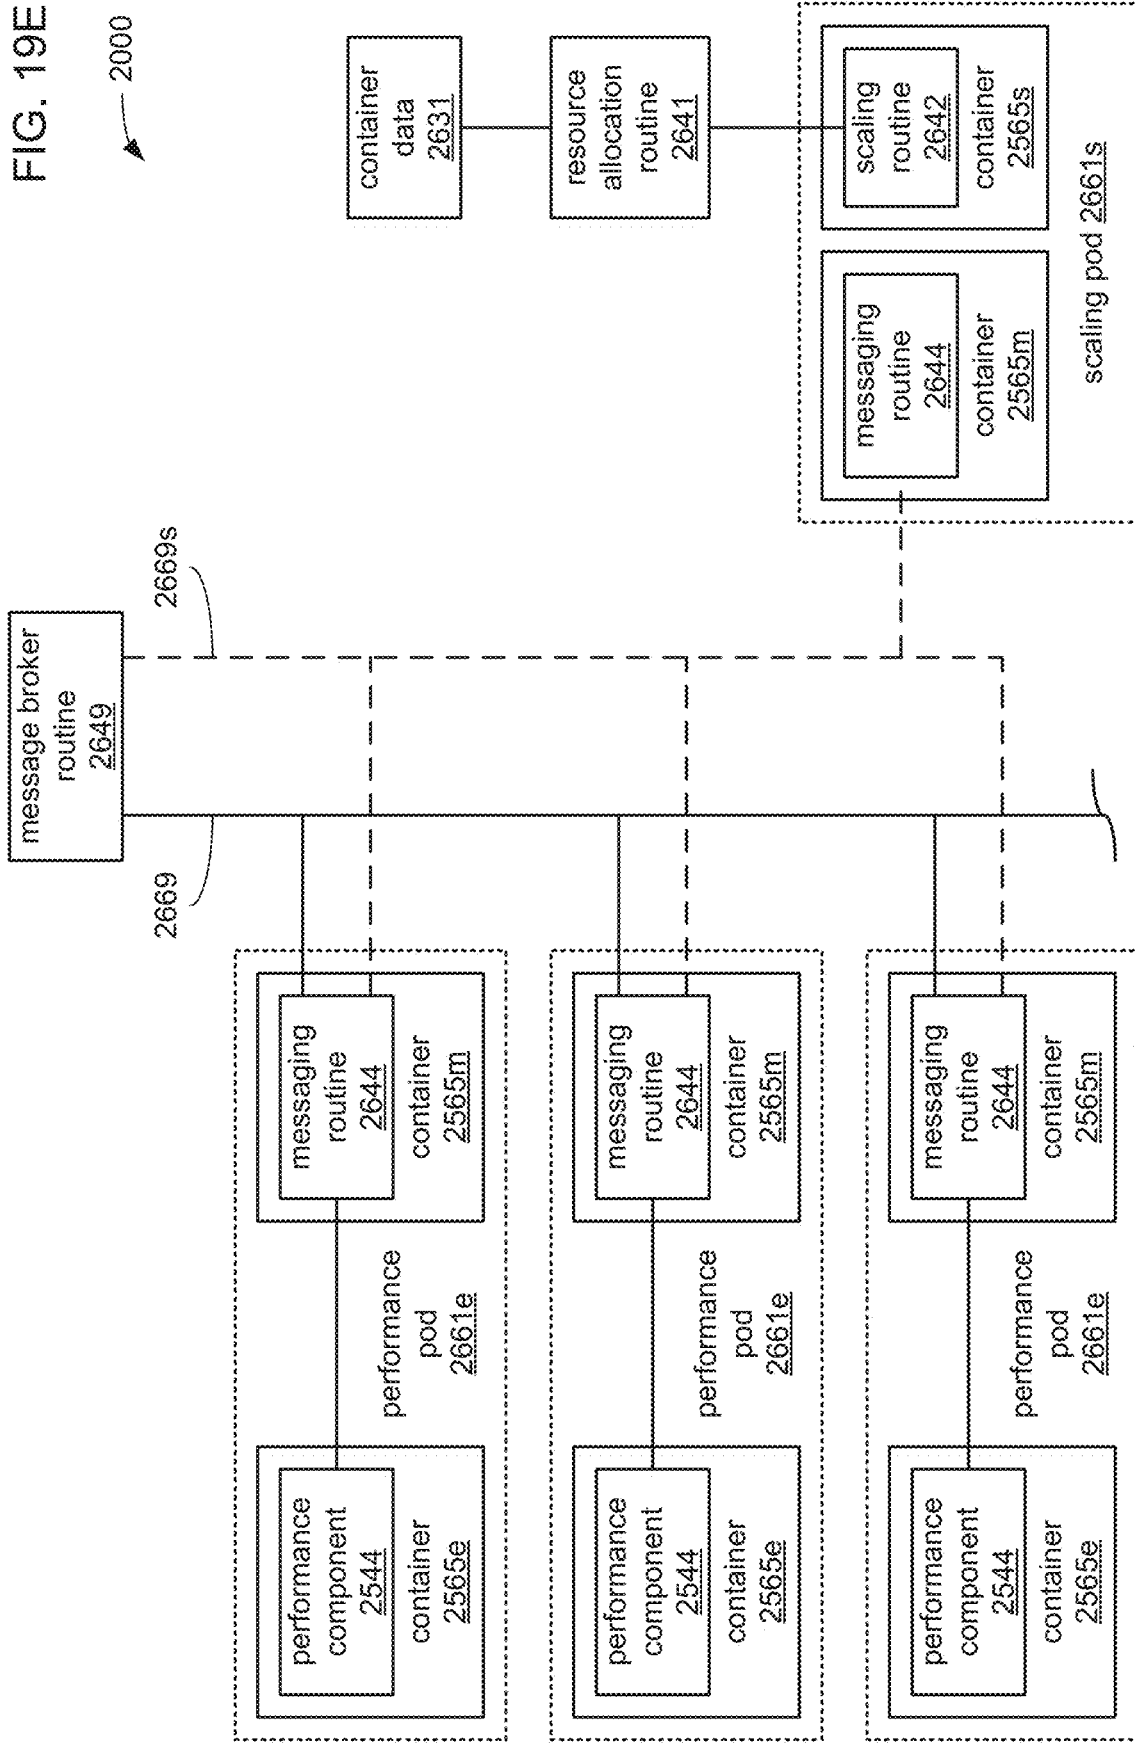 FIG. 19E
2000
message broker
routine
2649
2669
2669s
container
data
2631
resource
allocation
routine
2641
scaling
routine
2642
container
2565s
messaging
routine
2644
container
2565m
scaling pod 2661s
performance
component
2544
container
2565e
performance
pod
2661e
messaging
routine
2644
container
2565m
performance
component
2544
container
2565e
performance
pod
2661e
messaging
routine
2644
container
2565m
performance
component
2544
container
2565e
performance
pod
2661e
messaging
routine
2644
container
2565m